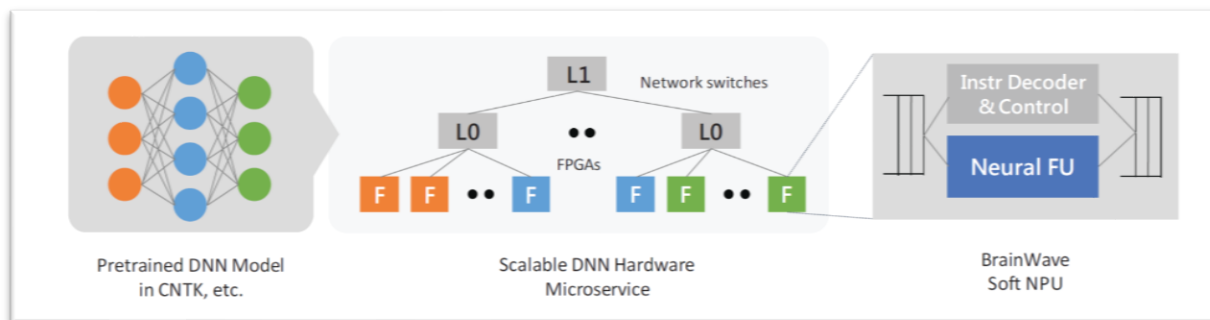 L1
Network switches
L0
L0
FPGAs
F F F F F F
Instr Decoder
& Control
Neural FU
Pretrained DNN Model
in CNTK, etc.
Scalable DNN Hardware
Microservice
BrainWave
Soft NPU